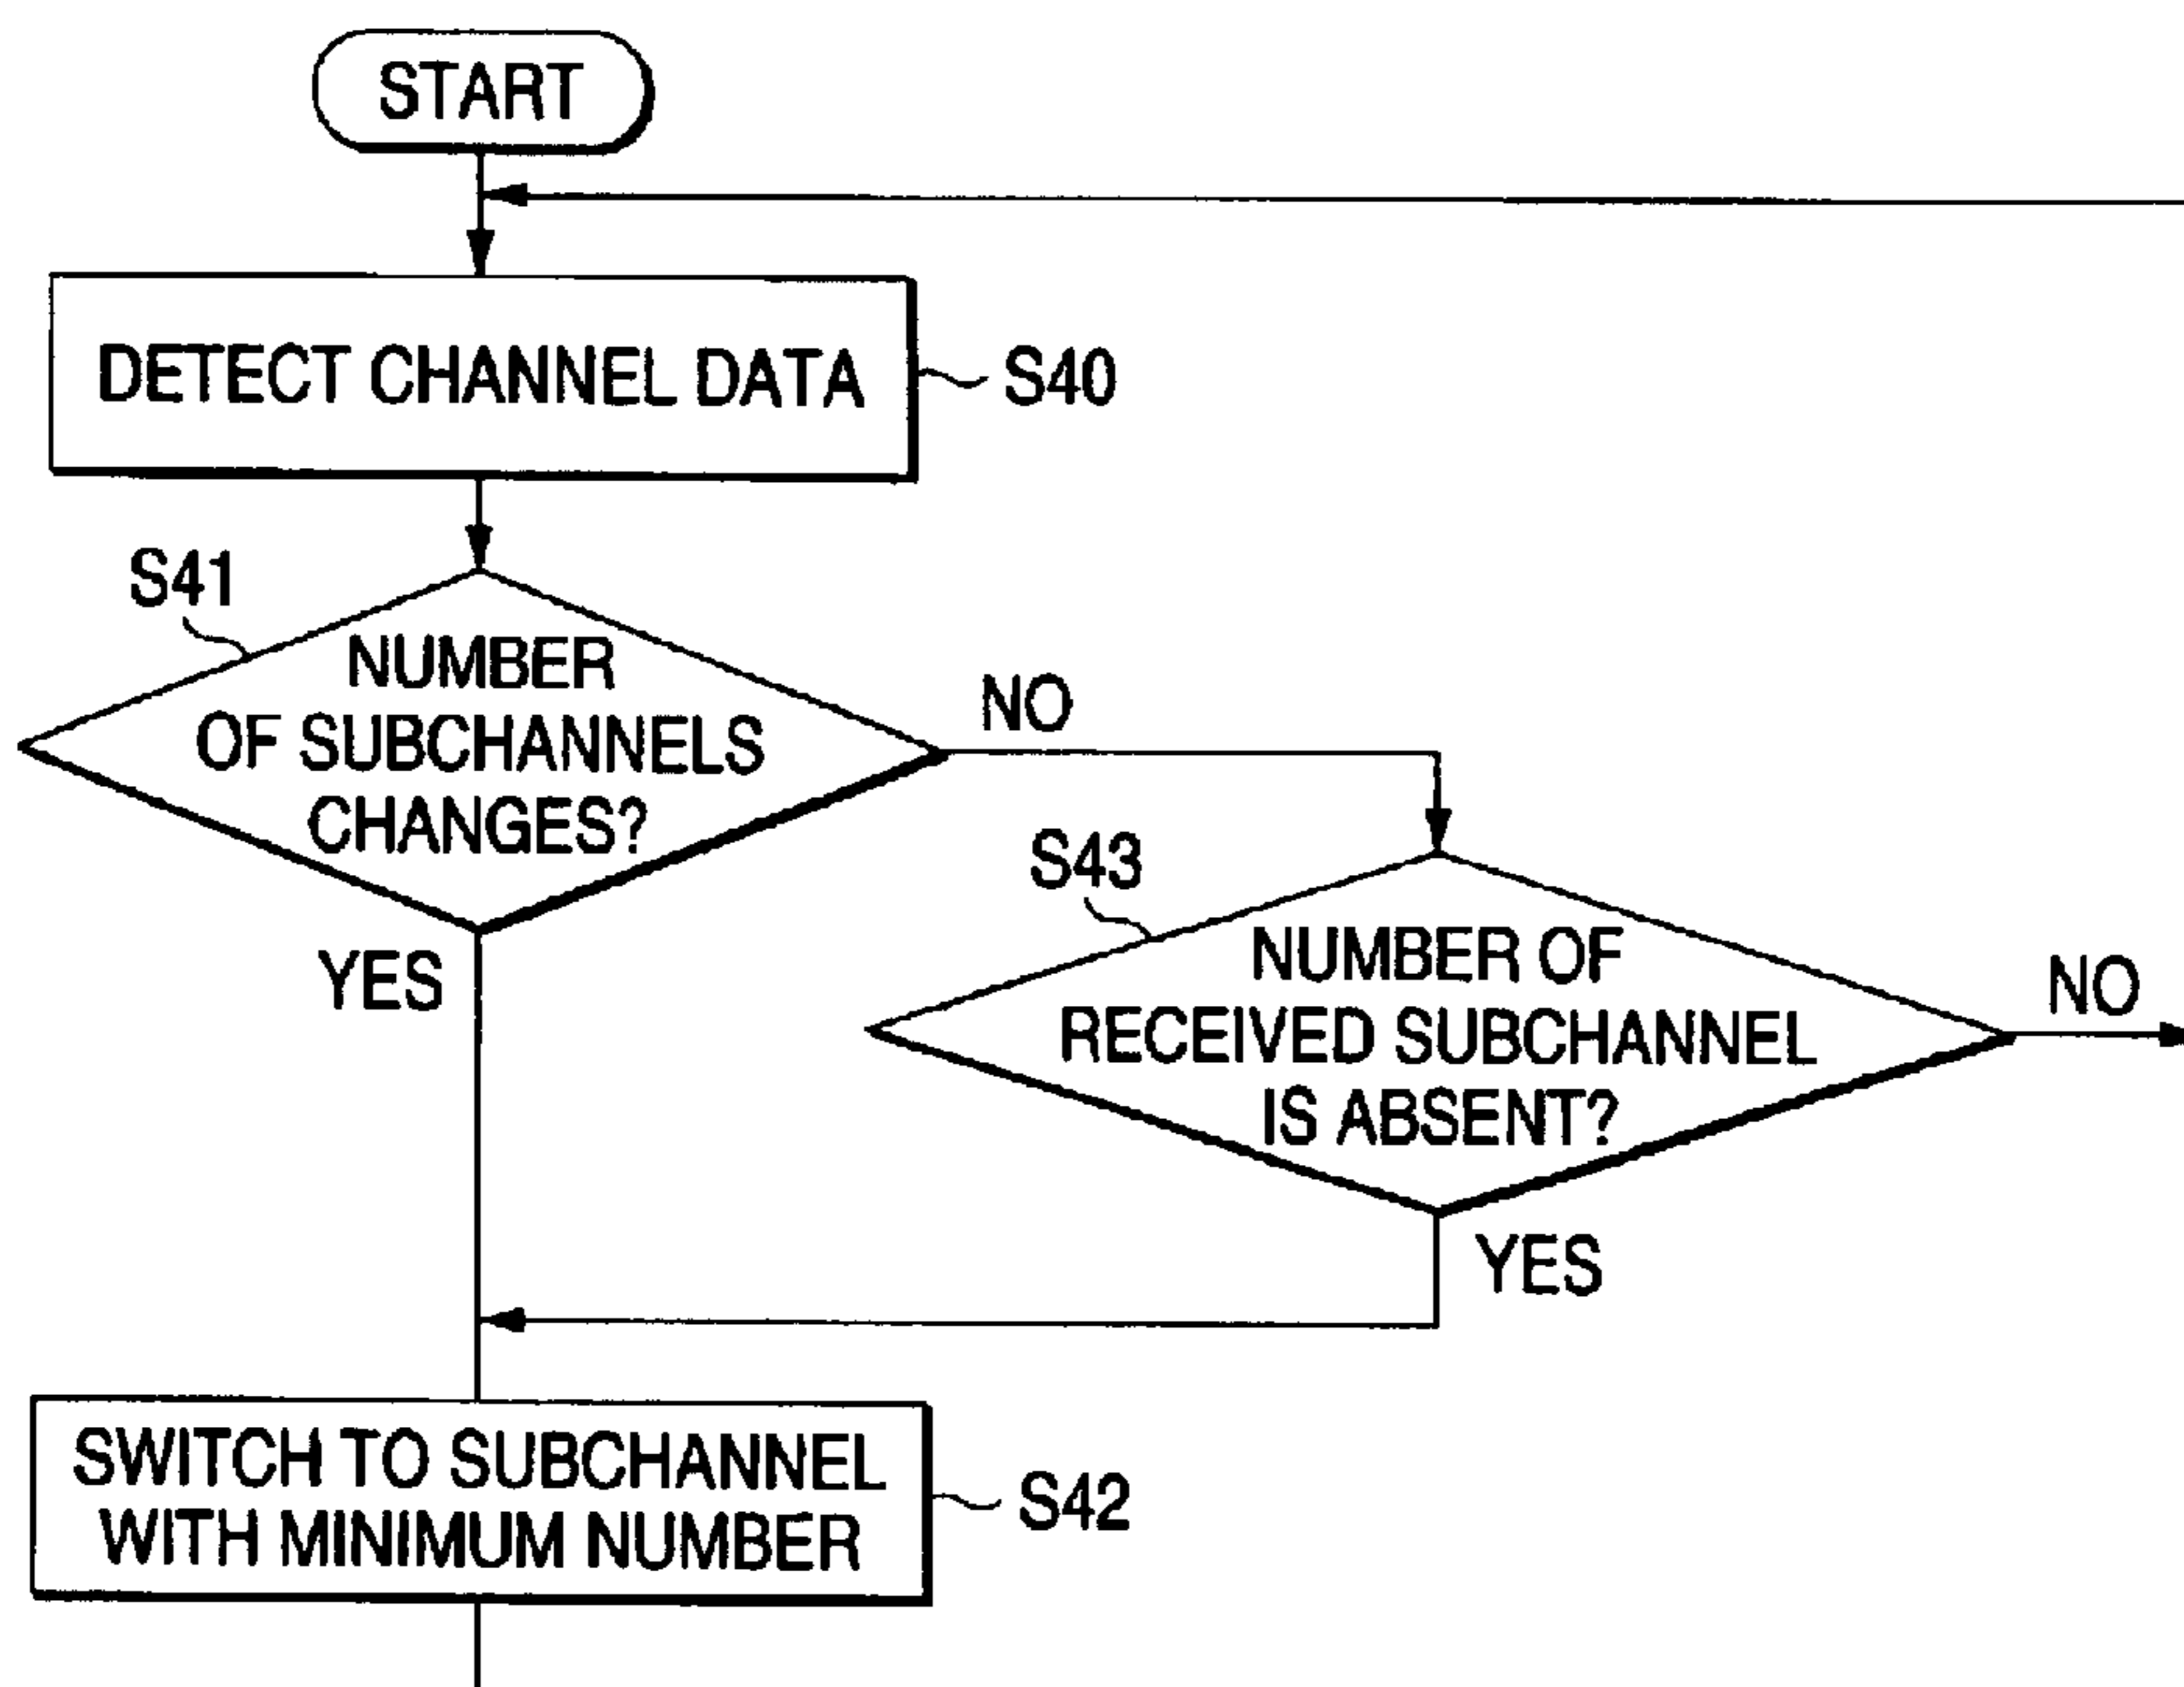 START
DETECT CHANNEL DATA
S40
S41
NUMBER
OF SUBCHANNELS
CHANGES?
NO
YES
S43
NUMBER OF
RECEIVED SUBCHANNEL
IS ABSENT?
NO
YES
SWITCH TO SUBCHANNEL
WITH MINIMUM NUMBER
S42